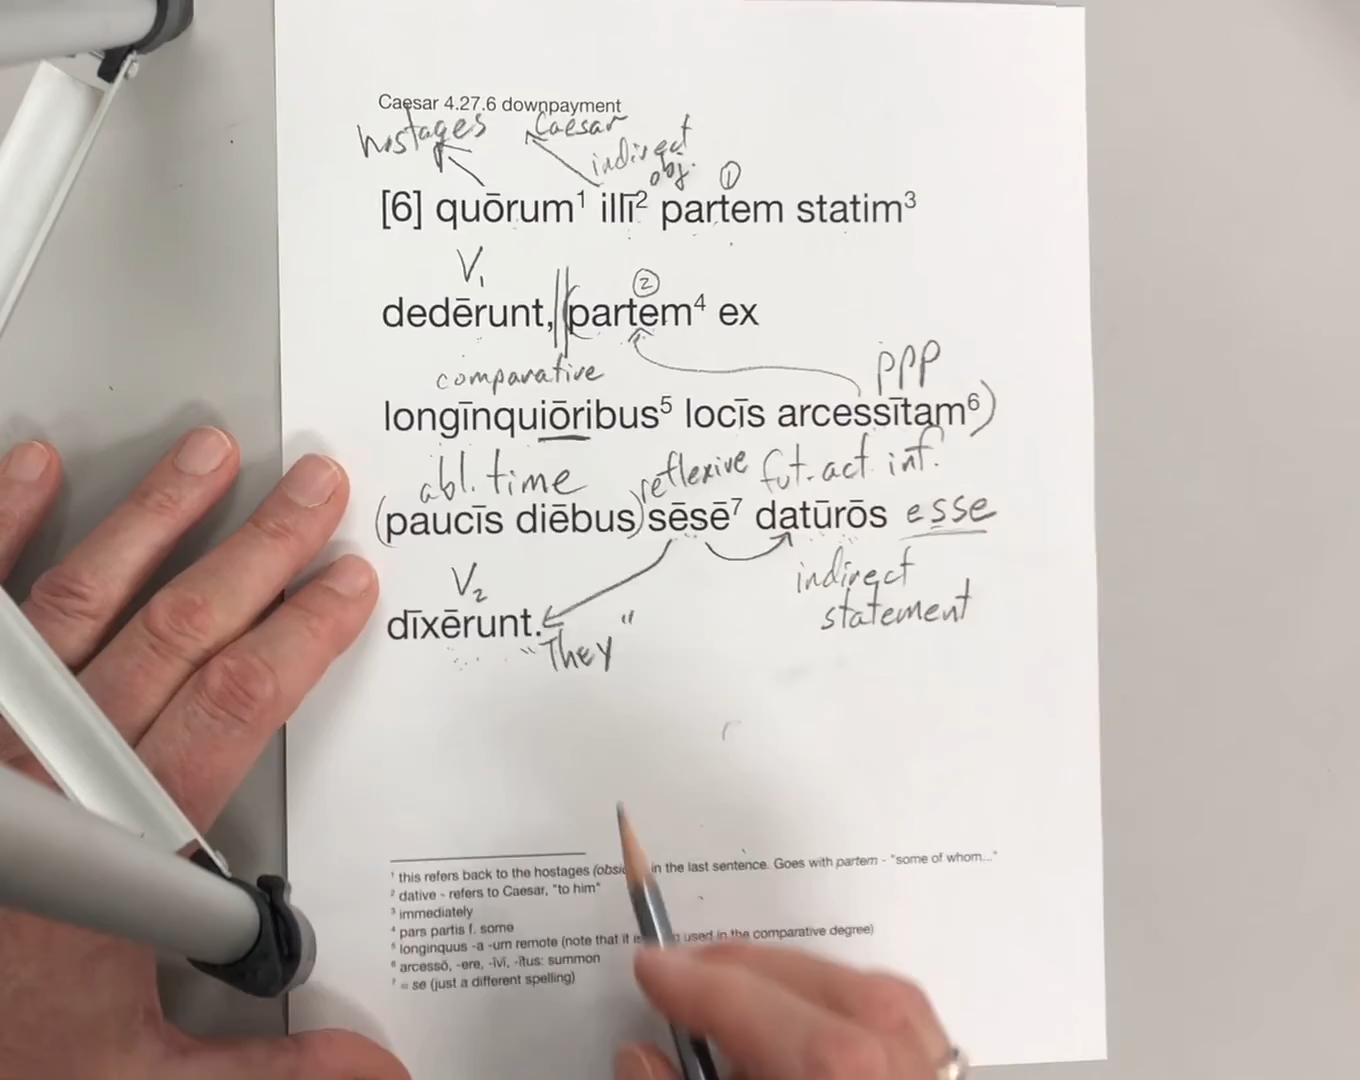 Caesar 4.27.6 downpayment
hostages Caesar
indirect
obj. ①
[6] quōrum¹ illī² partem statim³
V₁ ②
dedērunt, partem⁴ ex
comparative PPP
longīnquiōribus⁵ locīs arcessītam⁶)
abl. time reflexive fut. act. inf.
(paucīs diēbus) sēsē⁷ datūrōs esse
V₂ indirect
statement
dīxērunt.
"They"
¹ this refers back to the hostages (obsi in the last sentence. Goes with partem - "some of whom..."
² dative - refers to Caesar, "to him"
³ immediately
⁴ pars partis f. some
⁵ longinquus -a -um remote (note that it is used in the comparative degree)
⁶ arcessō, -ere, -īvī, -ītus: summon
⁷ = se (just a different spelling)